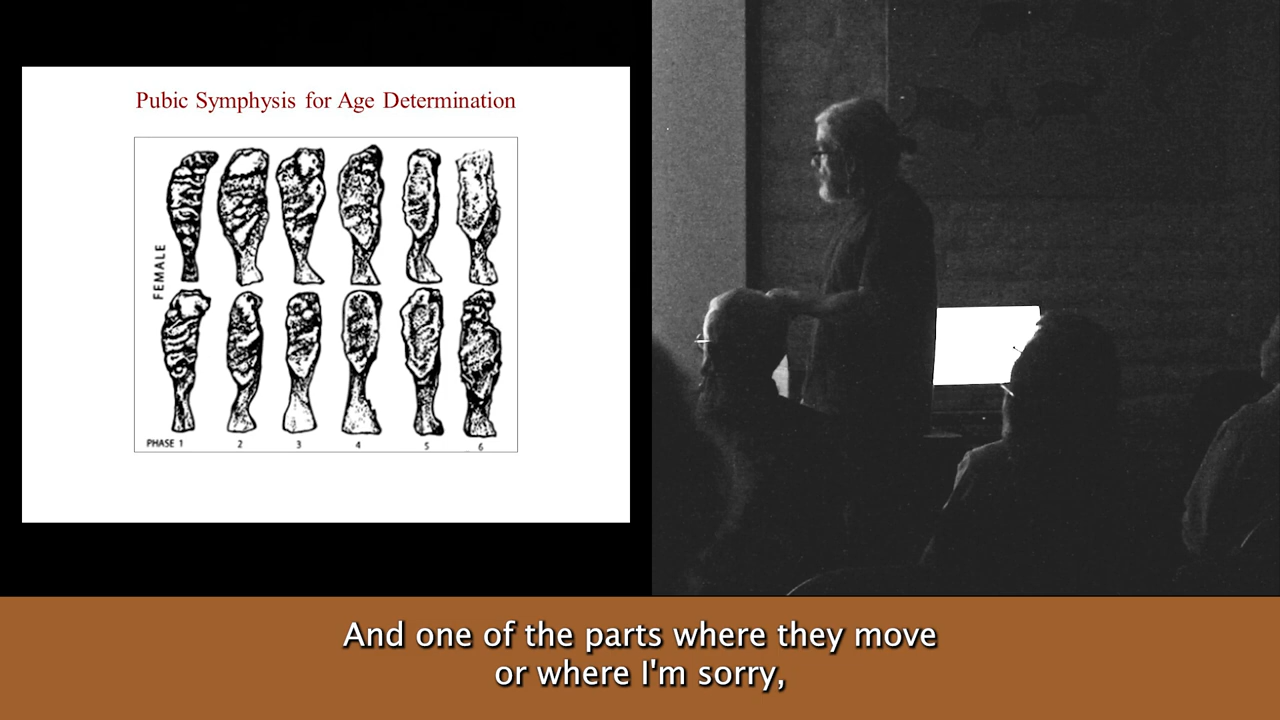 Pubic Symphysis for Age Determination
FEMALE
PHASE 1 2 3 4 5 6
And one of the parts where they move
or where I'm sorry,